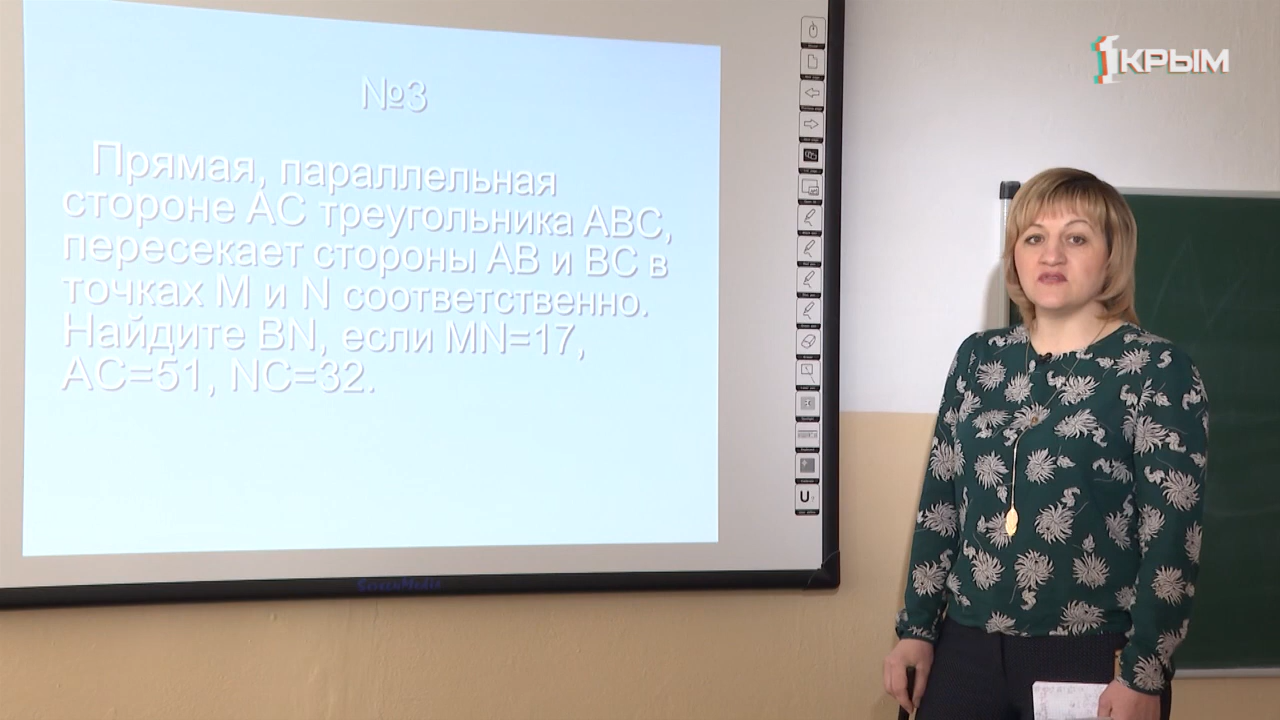 1КРЫМ
№3
Прямая, параллельная
стороне АС треугольника АВС,
пересекает стороны АВ и ВС в
точках М и N соответственно.
Найдите BN, если MN=17,
АС=51, NC=32.